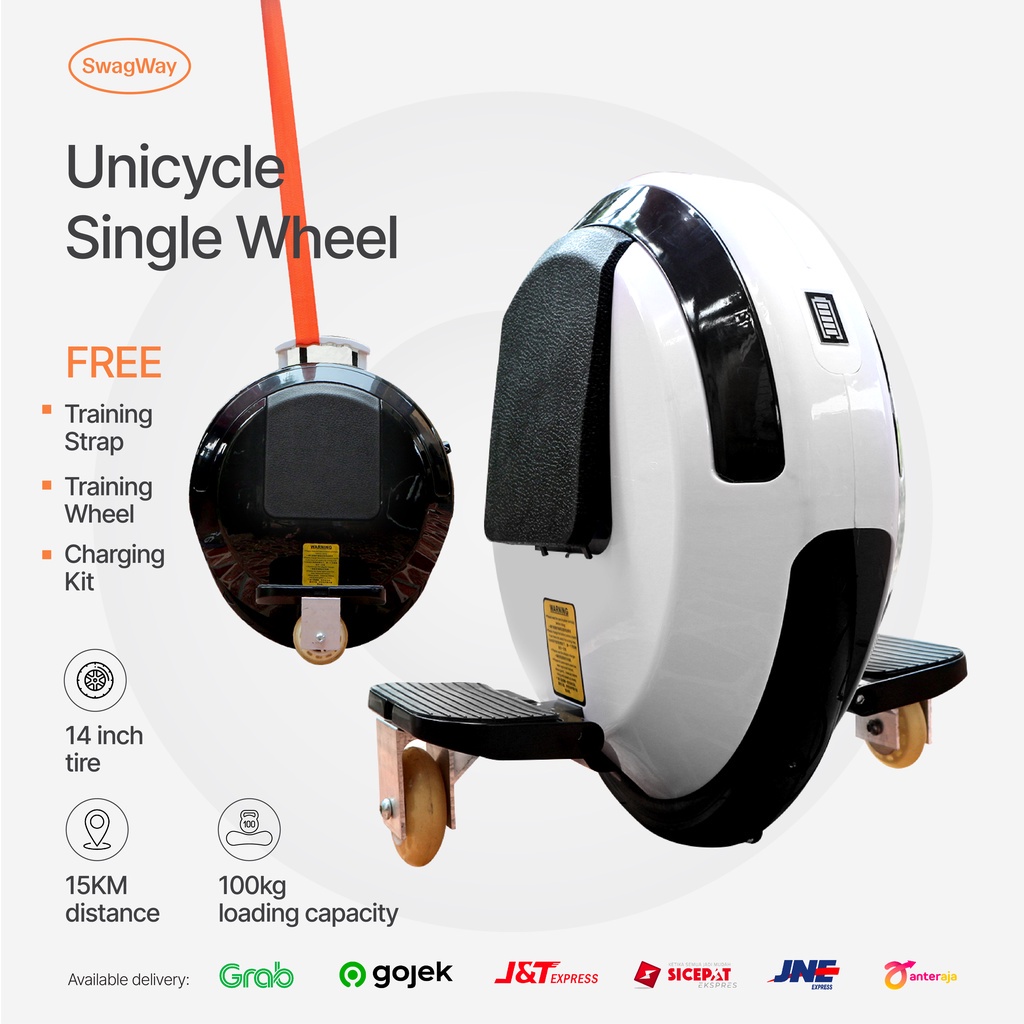 SwagWay
Unicycle
Single Wheel
FREE
Training
Strap
Training
Wheel
Charging
Kit
WARNING
WARNING
14 inch
tire
100
15KM
distance
100kg
loading capacity
Available delivery:
Grab
gojek
J&T EXPRESS
SICEPAT
EKSPRES
JNE
EXPRESS
anteraja